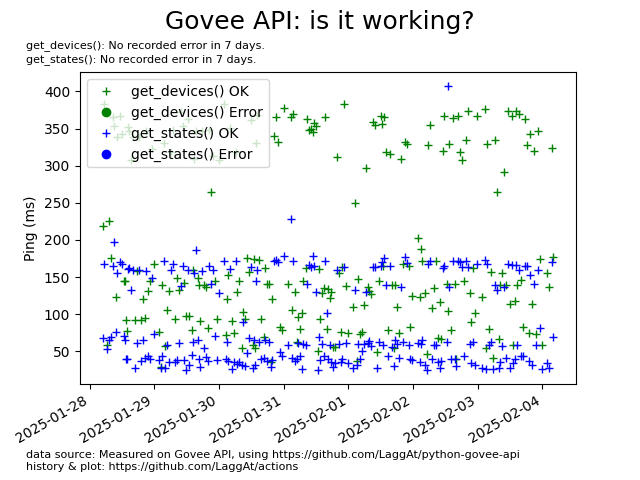 Govee API: is it working?
get_devices(): No recorded error in 7 days.
get_states(): No recorded error in 7 days.
get_devices() OK
get_devices() Error
get_states() OK
get_states() Error
Ping (ms)
400
350
300
250
200
150
100
50
2025-01-28
2025-01-29
2025-01-30
2025-01-31
2025-02-01
2025-02-02
2025-02-03
2025-02-04
data source: Measured on Govee API, using https://github.com/LaggAt/python-govee-api
history & plot: https://github.com/LaggAt/actions